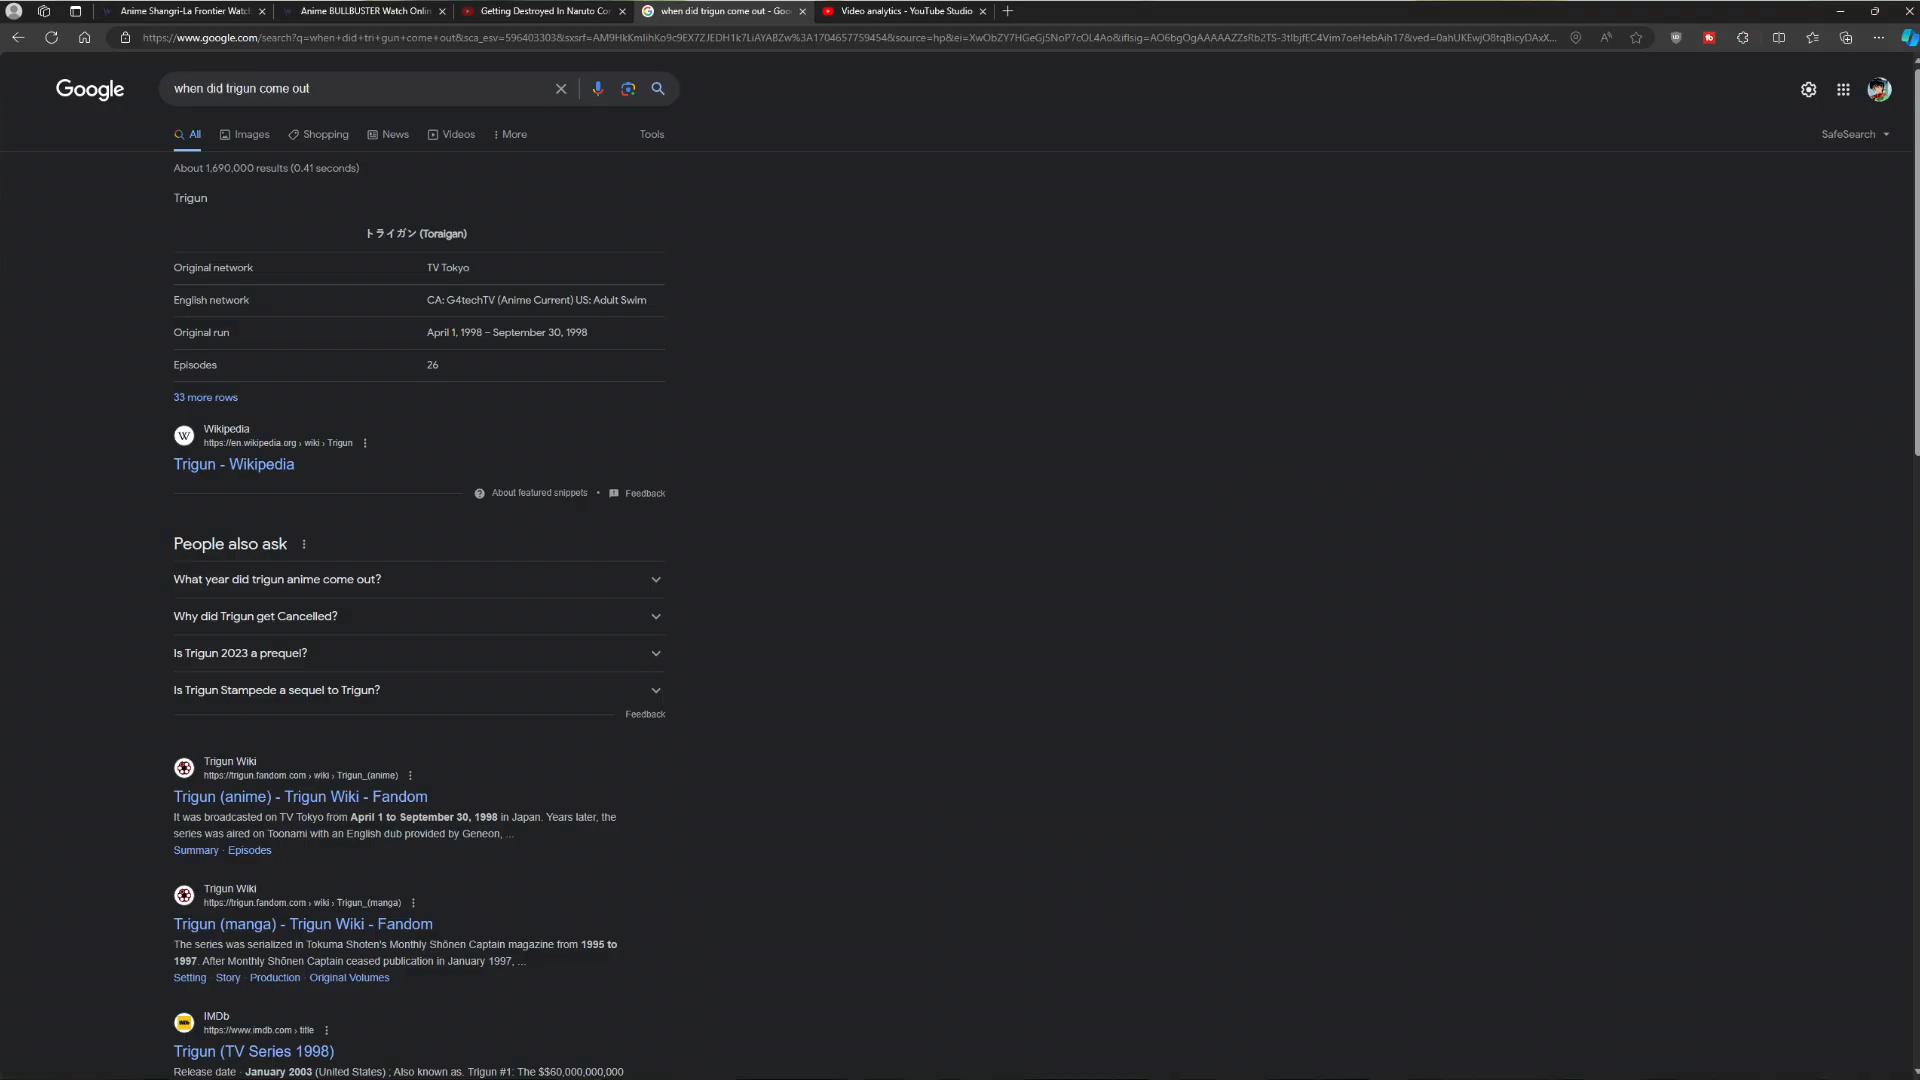 Anime Shangri-La Frontier Watch
Anime BULLBUSTER Watch Onlin
Getting Destroyed In Naruto Cor
when did trigun come out - Goo
Video analytics - YouTube Studio
Google
when did trigun come out
All
Images
Shopping
News
Videos
More
Tools
SafeSearch
About 1,690,000 results (0.41 seconds)
Trigun
トライガン (Toraigan)
Original network TV Tokyo
English network CA: G4techTV (Anime Current) US: Adult Swim
Original run April 1, 1998 – September 30, 1998
Episodes 26
33 more rows
Wikipedia
https://en.wikipedia.org › wiki › Trigun
Trigun - Wikipedia
About featured snippets • Feedback
People also ask
What year did trigun anime come out?
Why did Trigun get Cancelled?
Is Trigun 2023 a prequel?
Is Trigun Stampede a sequel to Trigun?
Feedback
Trigun Wiki
https://trigun.fandom.com › wiki › Trigun_(anime)
Trigun (anime) - Trigun Wiki - Fandom
It was broadcasted on TV Tokyo from April 1 to September 30, 1998 in Japan. Years later, the
series was aired on Toonami with an English dub provided by Geneon, ...
Summary · Episodes
Trigun Wiki
https://trigun.fandom.com › wiki › Trigun_(manga)
Trigun (manga) - Trigun Wiki - Fandom
The series was serialized in Tokuma Shoten's Monthly Shōnen Captain magazine from 1995 to
1997. After Monthly Shōnen Captain ceased publication in January 1997, ...
Setting · Story · Production · Original Volumes
IMDb
https://www.imdb.com › title
Trigun (TV Series 1998)
Release date · January 2003 (United States) ; Also known as. Trigun #1: The $$60,000,000,000